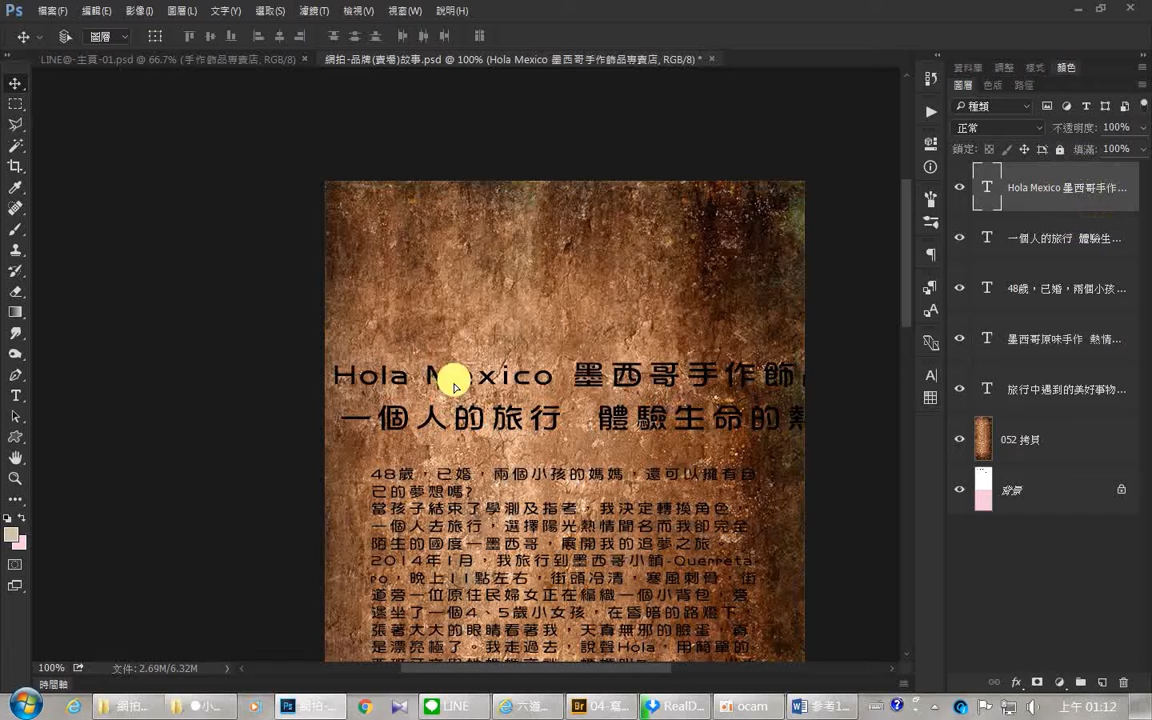 Ps 檔案(F) 編輯(E) 影像(I) 圖層(L) 文字(Y) 選取(S) 濾鏡(T) 檢視(V) 視窗(W) 說明(H)
圖層
LINE@-主頁-01.psd @ 66.7% (手作飾品專賣店, RGB/8) × 網拍-品牌(賣場)故事.psd @ 100% (Hola Mexico 墨西哥手作飾品專賣店, RGB/8) * ×
資料庫 調整 樣式 顏色
圖層 色版 路徑
種類
正常 不透明度: 100%
鎖定: 填滿: 100%
T Hola Mexico 墨西哥手作...
T 一個人的旅行 體驗生...
T 48歲，已婚，兩個小孩...
T 墨西哥原味手作 熱情...
T 旅行中遇到的美好事物...
052 拷貝
背景
Hola Mexico 墨西哥手作飾
一個人的旅行 體驗生命的熱
48歲，已婚，兩個小孩的媽媽，還可以擁有自
己的夢想嗎?
當孩子結束了學測及指考，我決定轉換角色，
一個人去旅行，選擇陽光熱情聞名而我卻完全
陌生的國度－墨西哥，展開我的追夢之旅。
2014年1月，我旅行到墨西哥小鎮-Querreta
ro，晚上11點左右，街頭冷清，寒風刺骨，街
道旁一位原住民婦女正在編織一個小背包，旁
邊坐了一個4、5歲小女孩，在昏暗的路燈下，
張著大大的眼睛看著我，天真無邪的臉蛋，真
是漂亮極了。我走過去，說聲Hola，用簡單的
100% 文件: 2.69M/6.32M
時間軸
網拍... 小... 網拍-... LINE 六道... 04-寫... RealD... ocam 參考1... 上午 01:12